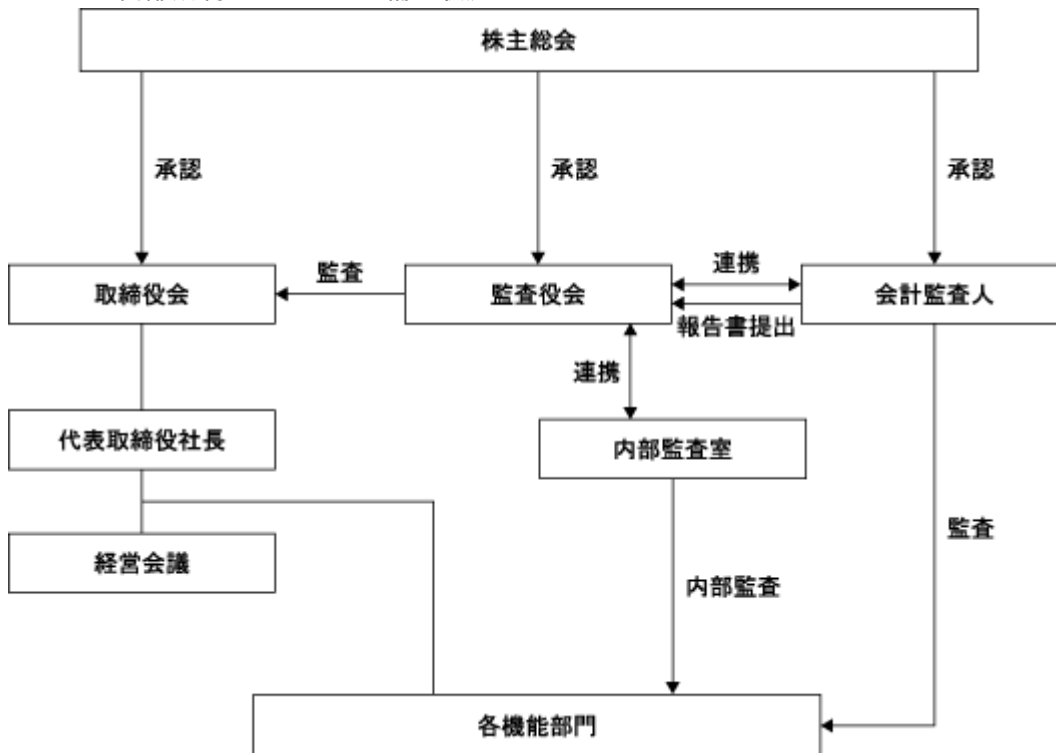 株主総会
承認
承認
承認
取締役会
監査
監査役会
連携
報告書提出
会計監査人
連携
代表取締役社長
内部監査室
経営会議
内部監査
監査
各機能部門